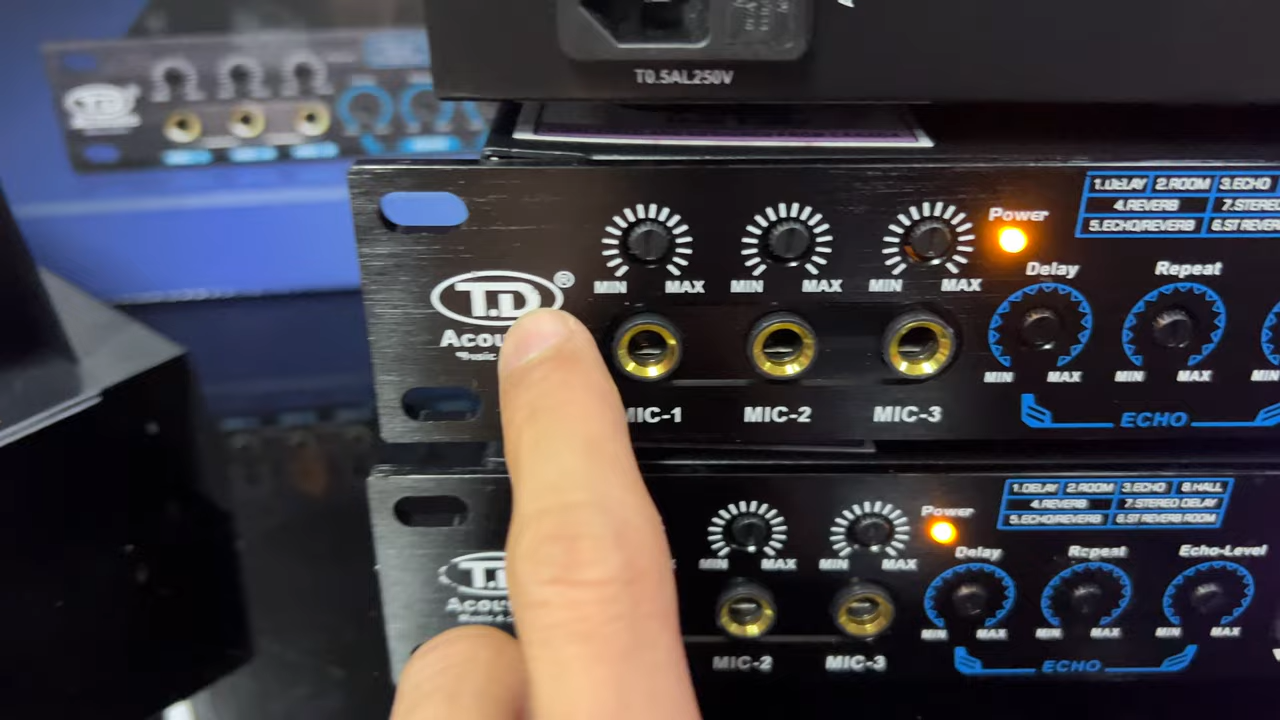 T0.5AL250V
T.D®
Power
1.DELAY 2.ROOM 3.ECHO
4.REVERB 7.STEREO
5.ECHO/REVERB 6.ST REVERB
MIN MAX MIN MAX MIN MAX
Delay Repeat
MIN MAX MIN MAX MIN
MIC-1 MIC-2 MIC-3
ECHO
1.DELAY 2.ROOM 3.ECHO 8.HALL
4.REVERB 7.STEREO DELAY
5.ECHO/REVERB 6.ST REVERB ROOM
Power
Delay Repeat Echo-Level
MAX MIN MAX
MIN MAX MIN MAX MIN MAX
MIC-2 MIC-3
ECHO